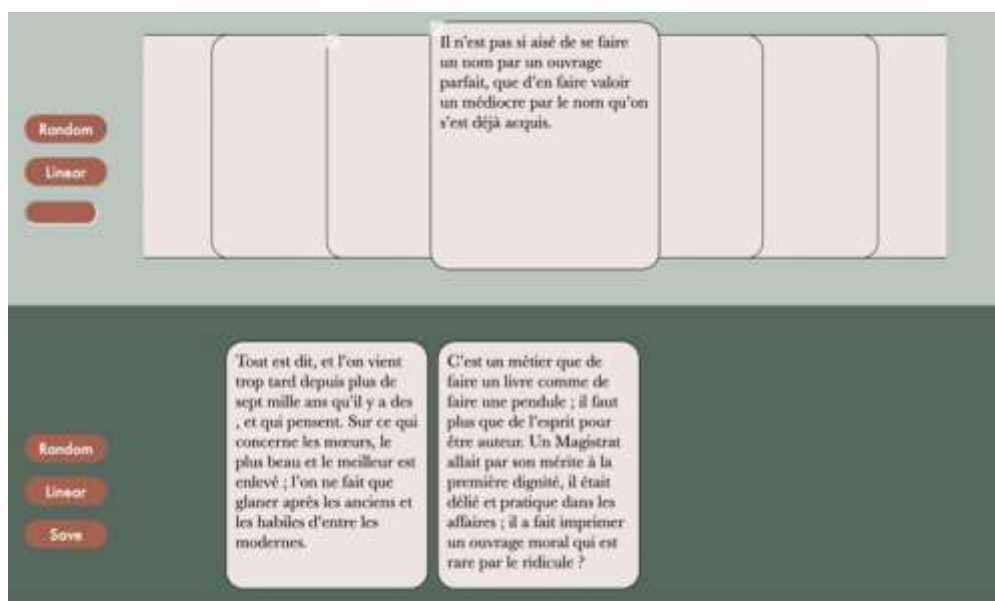 Random
Linear
Il n'est pas si aisé de se faire
un nom par un ouvrage
parfait, que d'en faire valoir
un médiocre par le nom qu'on
s'est déjà acquis.
Random
Linear
Save
Tout est dit, et l'on vient
trop tard depuis plus de
sept mille ans qu'il y a des
, et qui pensent. Sur ce qui
concerne les mœurs, le
plus beau et le meilleur est
enlevé ; l'on ne fait que
glaner après les anciens et
les habiles d'entre les
modernes.
C'est un métier que de
faire un livre comme de
faire une pendule ; il faut
plus que de l'esprit pour
être auteur. Un Magistrat
allait par son mérite à la
première dignité, il était
délié et pratique dans les
affaires ; il a fait imprimer
un ouvrage moral qui est
rare par le ridicule ?